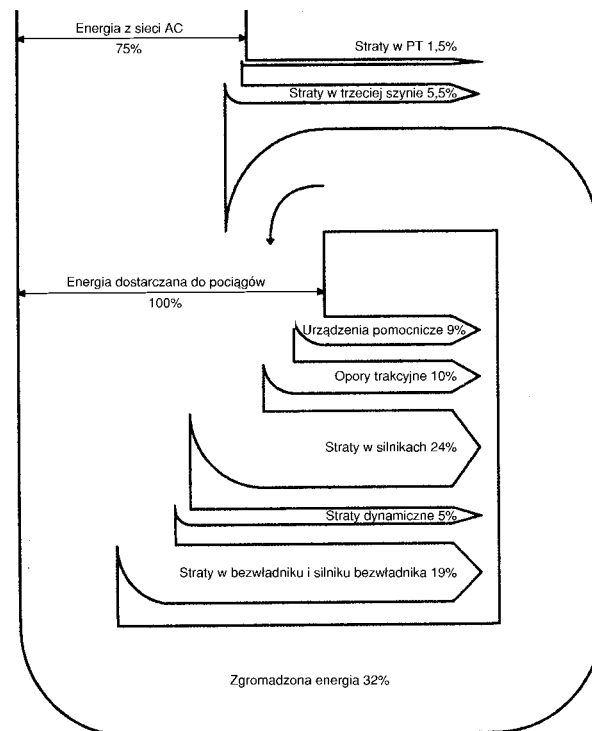 Energia z sieci AC
75%
Straty w PT 1,5%
Straty w trzeciej szynie 5,5%
Energia dostarczana do pociągów
100%
Urządzenia pomocnicze 9%
Opory trakcyjne 10%
Straty w silnikach 24%
Straty dynamiczne 5%
Straty w bezwładniku i silniku bezwładnika 19%
Zgromadzona energia 32%